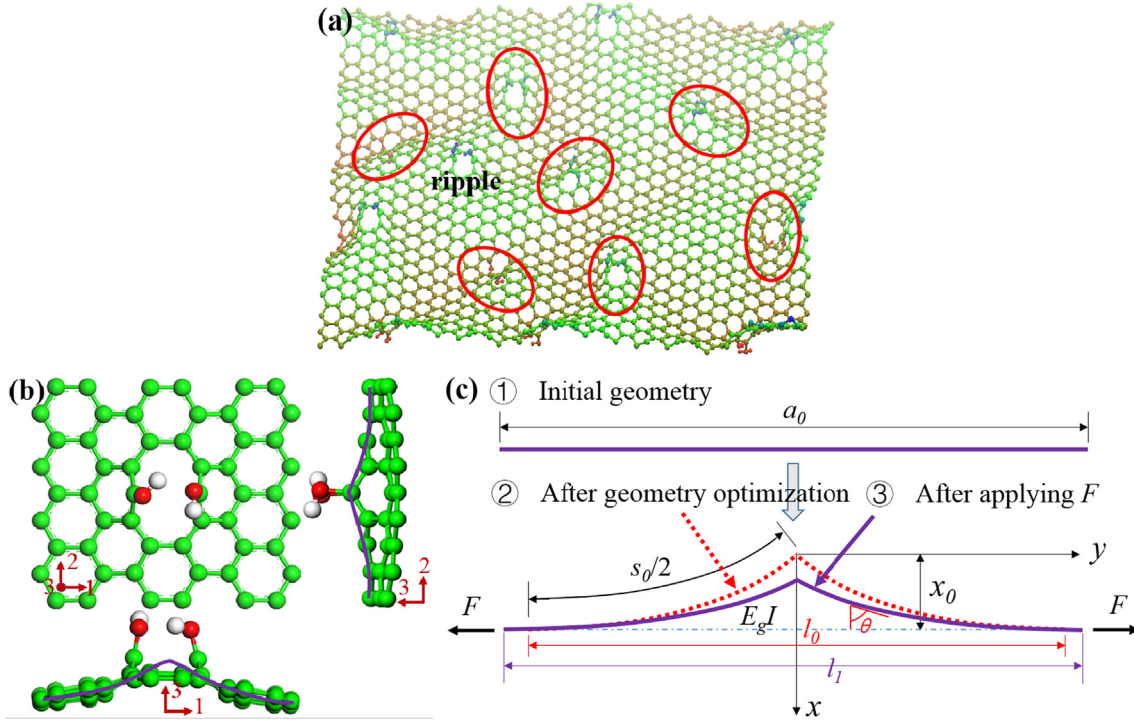 (a)
ripple
(b)
3
2
1
3
2
3
1
(c) ① Initial geometry
a₀
② After geometry optimization ③ After applying F
y
s₀/2
x₀
F
F
E_gI
θ
l₀
l₁
x